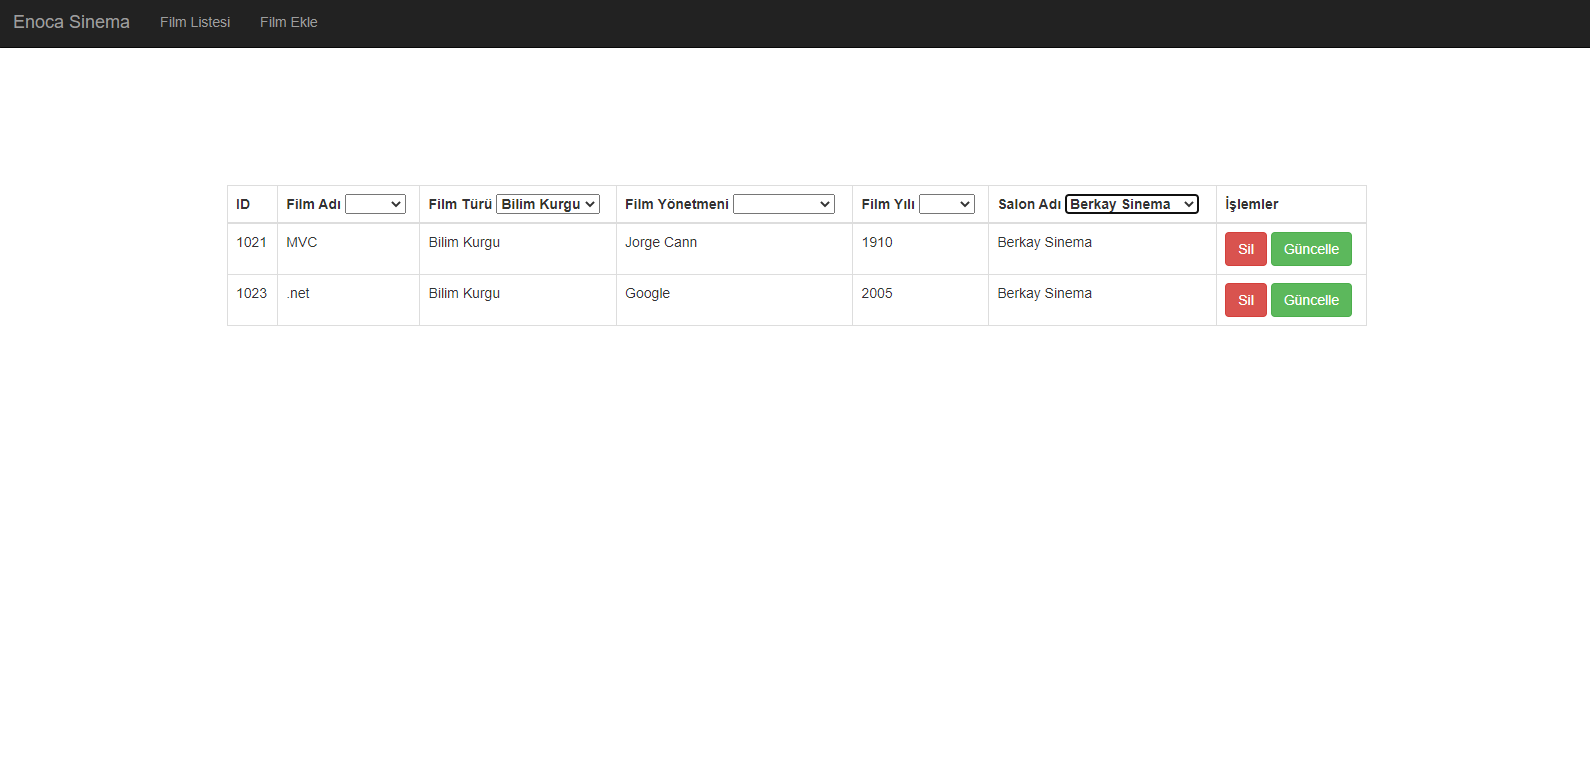 Enoca Sinema Film Listesi Film Ekle
ID Film Adı Film Türü Bilim Kurgu Film Yönetmeni Film Yılı Salon Adı Berkay Sinema İşlemler
1021 MVC Bilim Kurgu Jorge Cann 1910 Berkay Sinema Sil Güncelle
1023 .net Bilim Kurgu Google 2005 Berkay Sinema Sil Güncelle